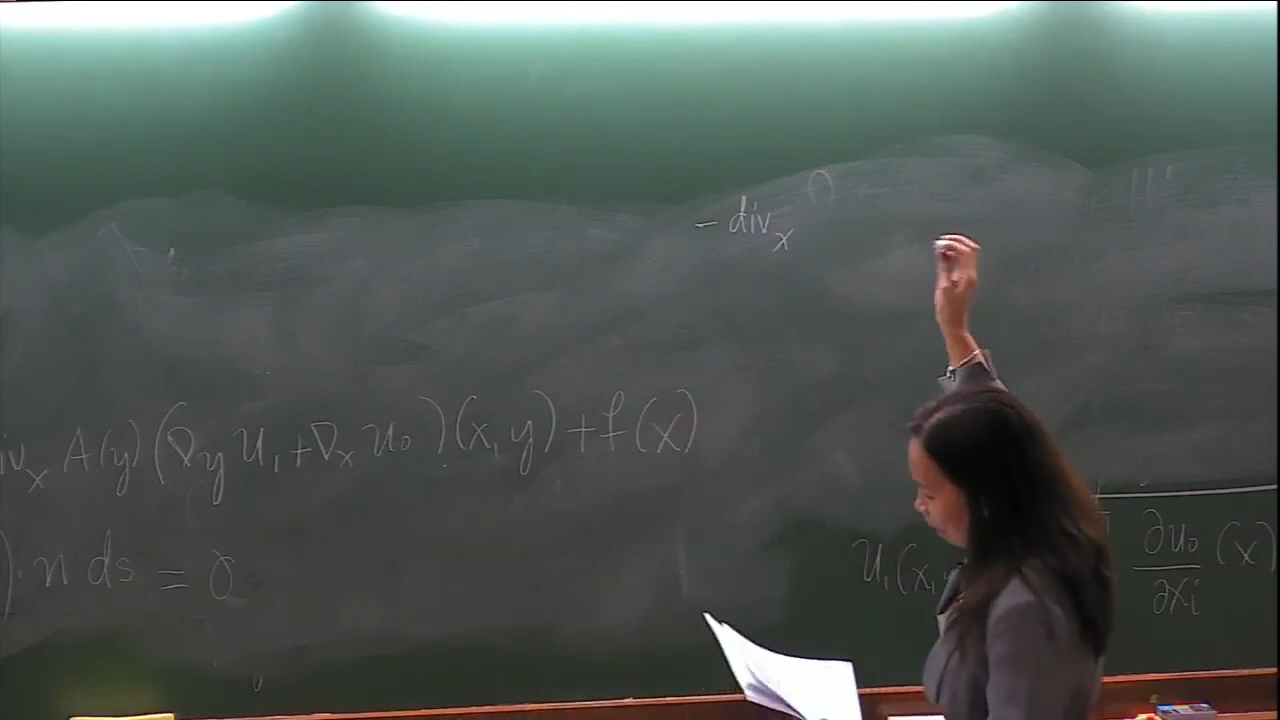 - div_x
iv_x A(y) (∇_y u_1 + ∇_x u_0)(x, y) + f(x)
) · n ds = 0
u_1(x, ∂u_0/∂x_i (x)